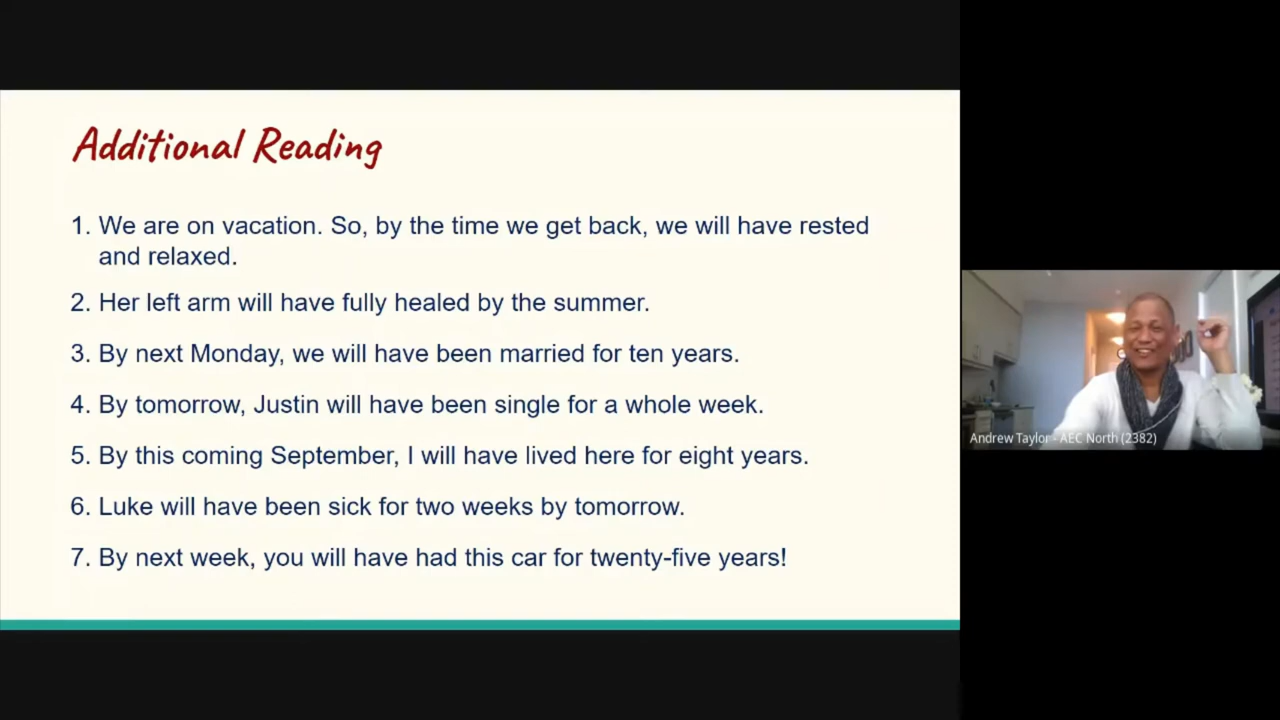 Additional Reading
1. We are on vacation. So, by the time we get back, we will have rested
and relaxed.
2. Her left arm will have fully healed by the summer.
3. By next Monday, we will have been married for ten years.
4. By tomorrow, Justin will have been single for a whole week.
5. By this coming September, I will have lived here for eight years.
6. Luke will have been sick for two weeks by tomorrow.
7. By next week, you will have had this car for twenty-five years!
Andrew Taylor - AEC North (2382)